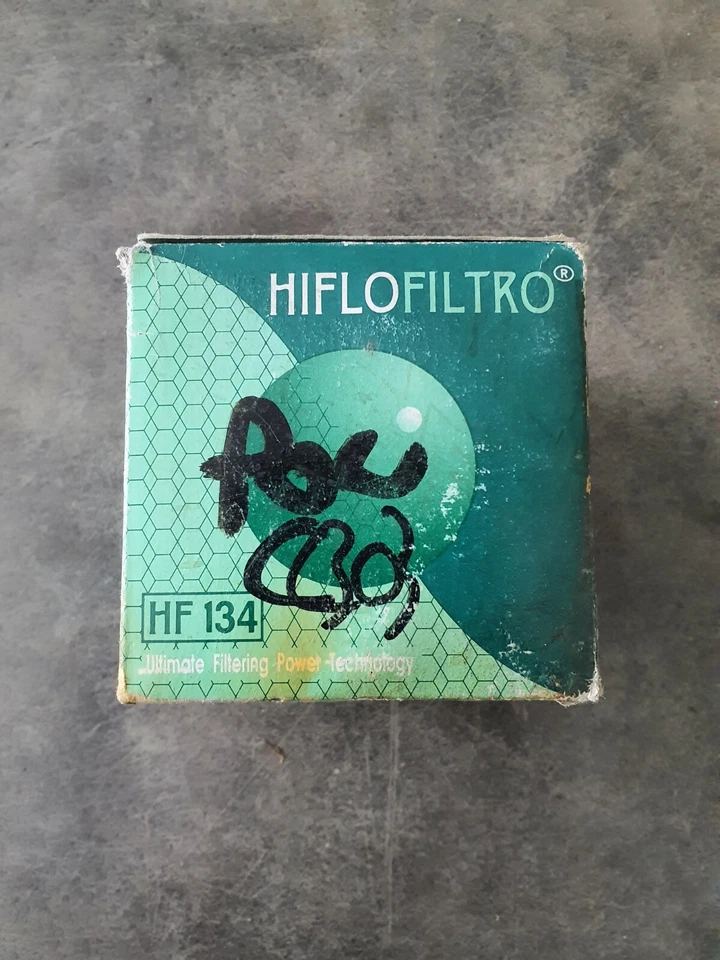 HIFLOFILTRO®
HF 134
...Ultimate Filtering Power Technology